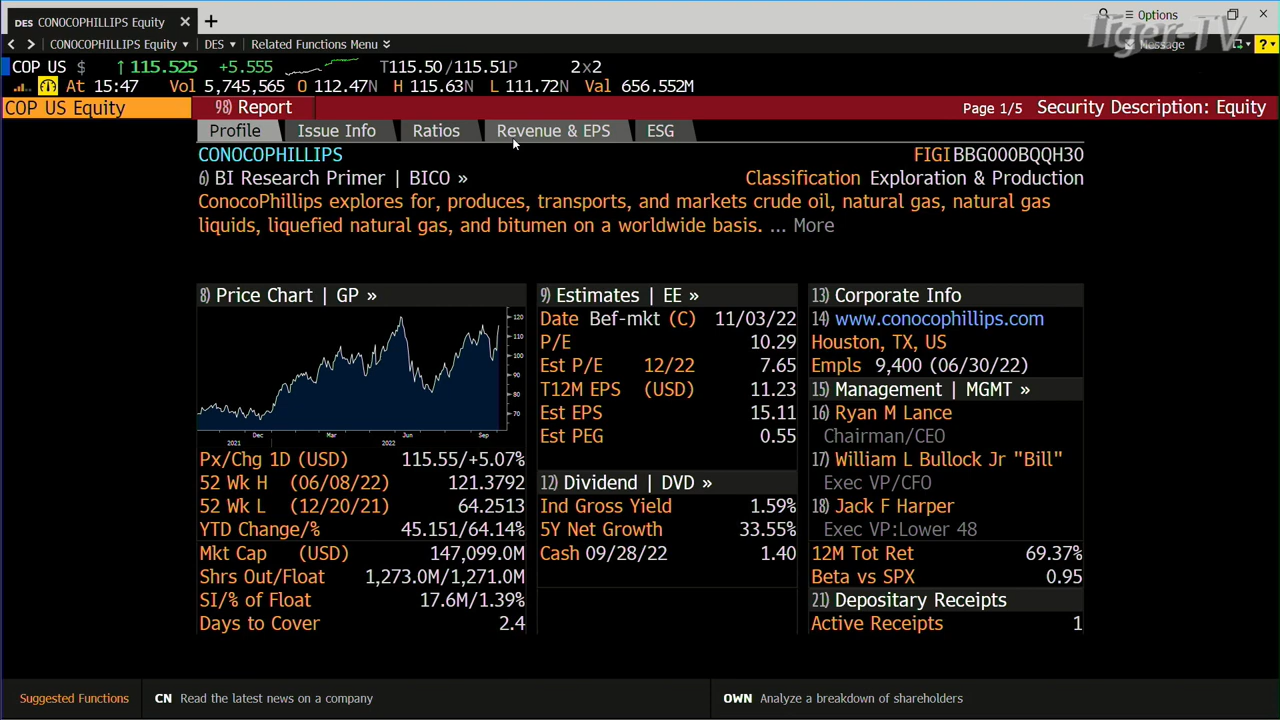 DES CONOCOPHILLIPS Equity × +
Options
CONOCOPHILLIPS Equity DES Related Functions Menu
Message
Tiger-TV
COP US $ ↑115.525 +5.555 T115.50/115.51P 2x2
At 15:47 Vol 5,745,565 O 112.47N H 115.63N L 111.72N Val 656.552M
COP US Equity 98) Report Page 1/5 Security Description: Equity
Profile Issue Info Ratios Revenue & EPS ESG
CONOCOPHILLIPS FIGI BBG000BQQH30
6) BI Research Primer | BICO » Classification Exploration & Production
ConocoPhillips explores for, produces, transports, and markets crude oil, natural gas, natural gas
liquids, liquefied natural gas, and bitumen on a worldwide basis. ... More
8) Price Chart | GP »
120
110
100
90
80
70
Dec Mar Jun Sep
2021 2022
Px/Chg 1D (USD) 115.55/+5.07%
52 Wk H (06/08/22) 121.3792
52 Wk L (12/20/21) 64.2513
YTD Change/% 45.151/64.14%
Mkt Cap (USD) 147,099.0M
Shrs Out/Float 1,273.0M/1,271.0M
SI/% of Float 17.6M/1.39%
Days to Cover 2.4
9) Estimates | EE »
Date Bef-mkt (C) 11/03/22
P/E 10.29
Est P/E 12/22 7.65
T12M EPS (USD) 11.23
Est EPS 15.11
Est PEG 0.55
12) Dividend | DVD »
Ind Gross Yield 1.59%
5Y Net Growth 33.55%
Cash 09/28/22 1.40
13) Corporate Info
14) www.conocophillips.com
Houston, TX, US
Empls 9,400 (06/30/22)
15) Management | MGMT »
16) Ryan M Lance
Chairman/CEO
17) William L Bullock Jr "Bill"
Exec VP/CFO
18) Jack F Harper
Exec VP:Lower 48
12M Tot Ret 69.37%
Beta vs SPX 0.95
21) Depositary Receipts
Active Receipts 1
Suggested Functions CN Read the latest news on a company OWN Analyze a breakdown of shareholders